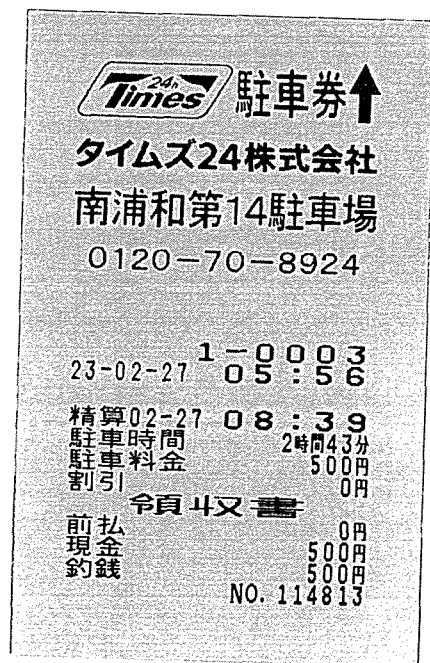 24h Times 駐車券↑
タイムズ24株式会社
南浦和第14駐車場
0120-70-8924
1-0003
23-02-27 05:56
精算02-27 08:39
駐車時間 2時間43分
駐車料金 500円
割引 0円
領収書
前払 0円
現金 500円
釣銭 500円
NO. 114813